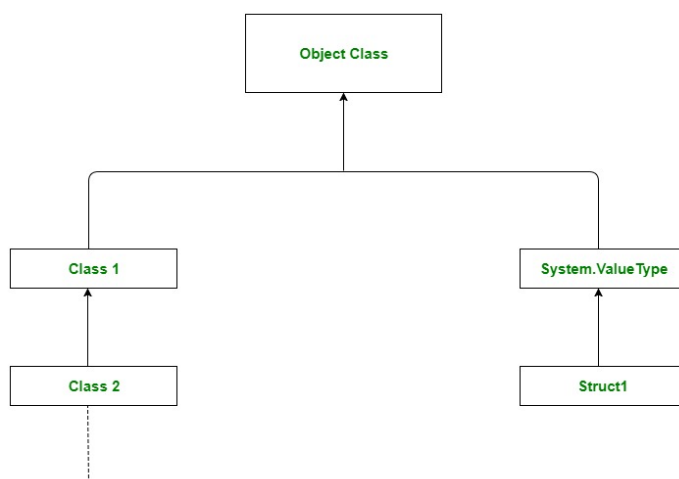 Object Class
Class 1
System.ValueType
Class 2
Struct1